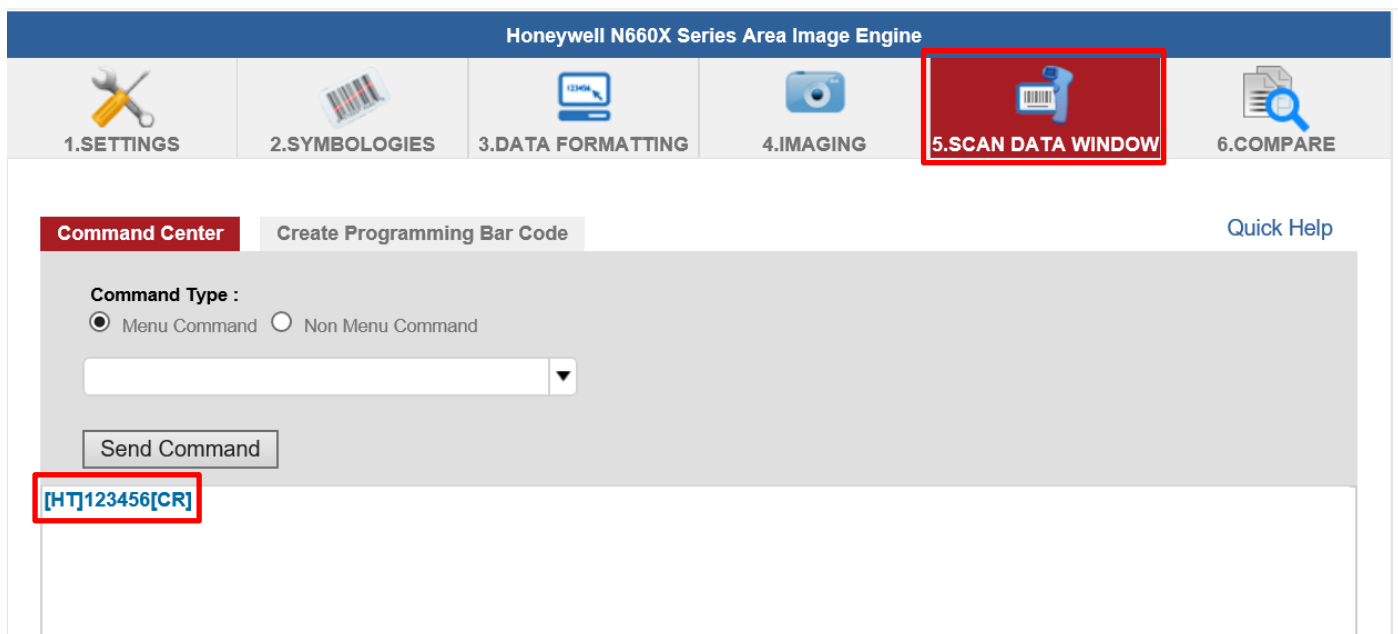 Honeywell N660X Series Area Image Engine
1.SETTINGS
2.SYMBOLOGIES
123456
3.DATA FORMATTING
4.IMAGING
5.SCAN DATA WINDOW
6.COMPARE
Command Center
Create Programming Bar Code
Quick Help
Command Type :
Menu Command
Non Menu Command
Send Command
[HT]123456[CR]